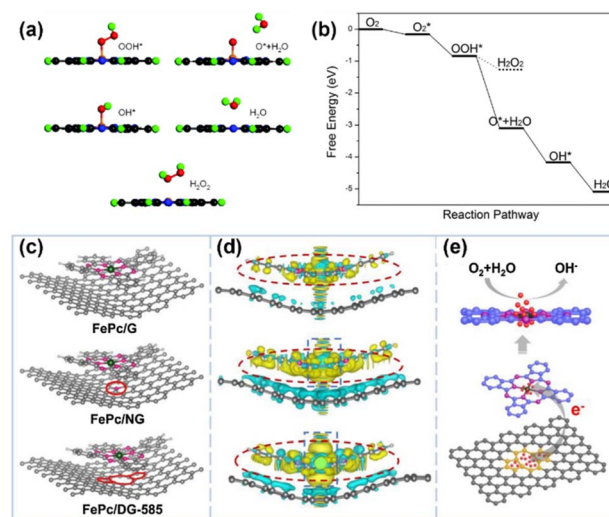 (a)
OOH*
O*+H₂O
OH*
H₂O
H₂O₂
(b)
Free Energy (eV)
0
-1
-2
-3
-4
-5
O₂
O₂*
OOH*
H₂O₂
O*+H₂O
OH*
H₂O
Reaction Pathway
(c)
FePc/G
FePc/NG
FePc/DG-585
(d)
(e)
O₂+H₂O
OH⁻
e⁻